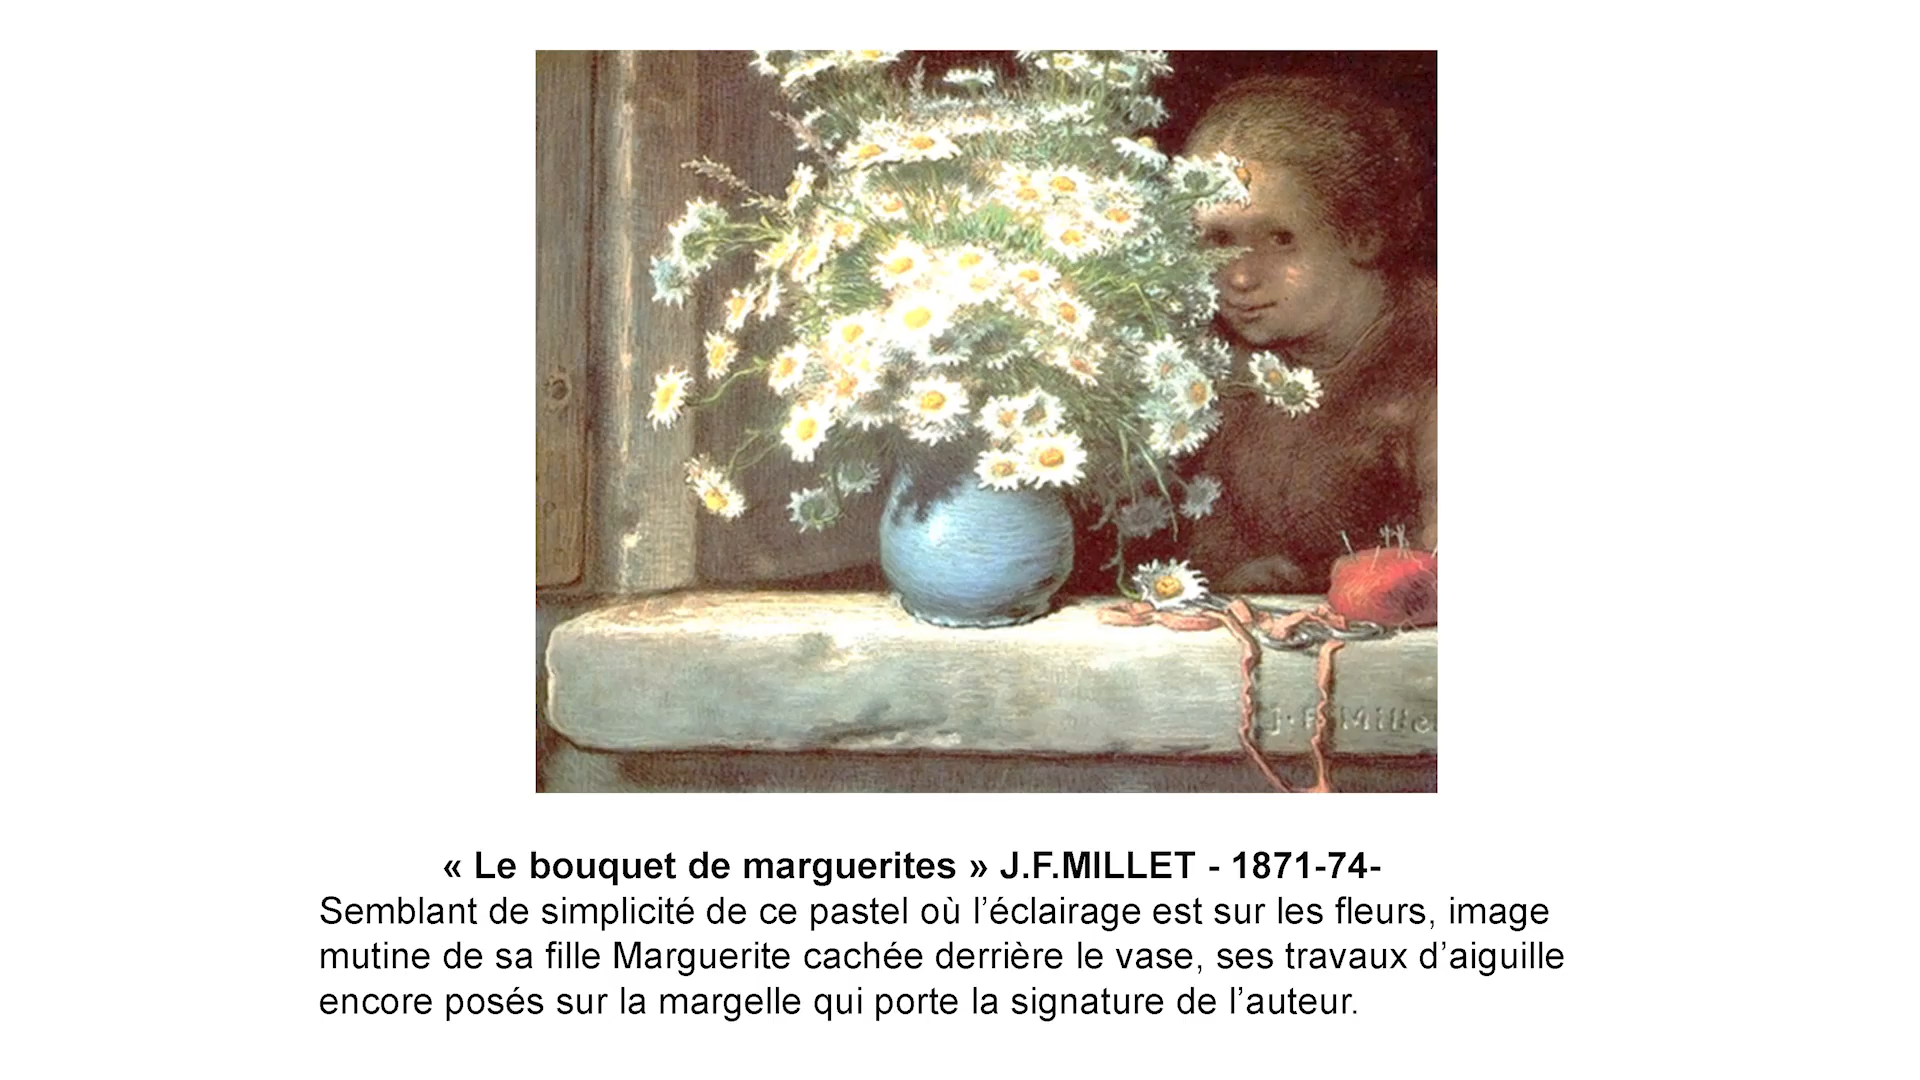 J.F Mille
« Le bouquet de marguerites » J.F.MILLET - 1871-74-
Semblant de simplicité de ce pastel où l’éclairage est sur les fleurs, image
mutine de sa fille Marguerite cachée derrière le vase, ses travaux d’aiguille
encore posés sur la margelle qui porte la signature de l’auteur.